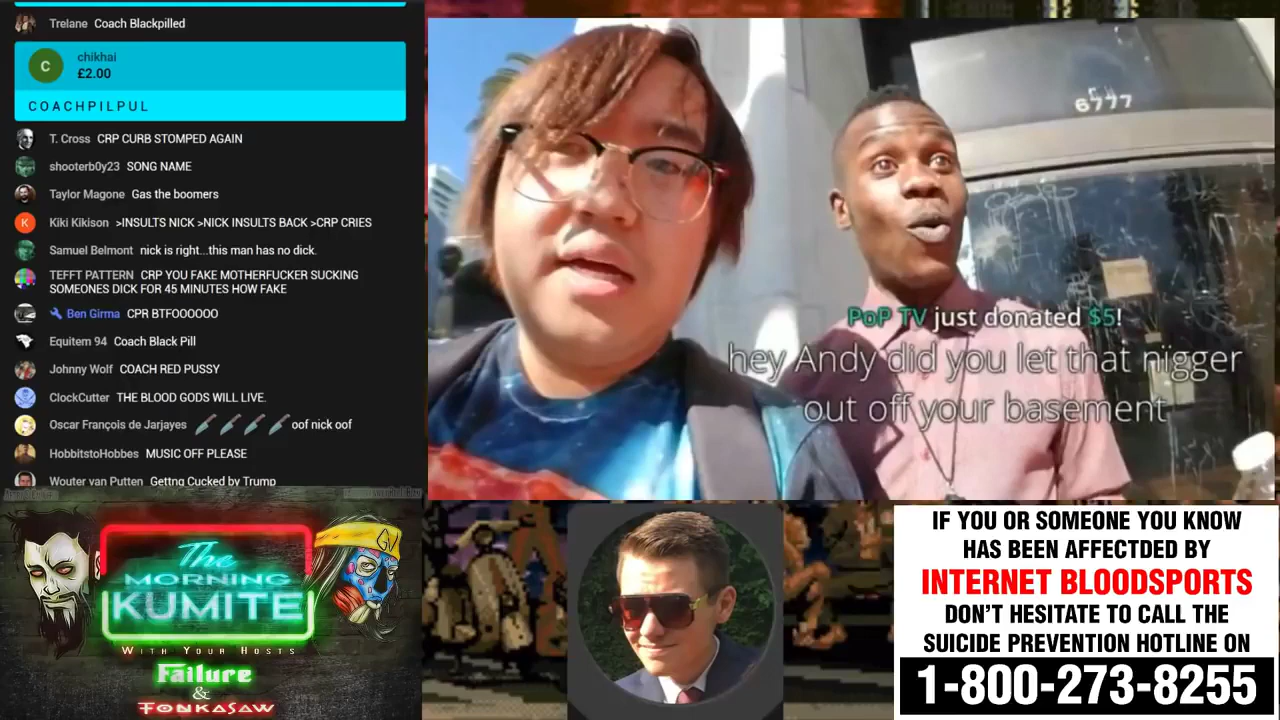 Trelane Coach Blackpilled
C
chikhai
£2.00
COACHPILPUL
T. Cross CRP CURB STOMPED AGAIN
shooterb0y23 SONG NAME
Taylor Magone Gas the boomers
K
Kiki Kikison >INSULTS NICK >NICK INSULTS BACK >CRP CRIES
Samuel Belmont nick is right...this man has no dick.
TEFFT PATTERN CRP YOU FAKE MOTHERFUCKER SUCKING
SOMEONES DICK FOR 45 MINUTES HOW FAKE
Ben Girma CPR BTFOOOOOO
Equitem 94 Coach Black Pill
Johnny Wolf COACH RED PUSSY
ClockCutter THE BLOOD GODS WILL LIVE.
Oscar François de Jarjayes oof nick oof
HobbitstoHobbes MUSIC OFF PLEASE
Wouter van Putten Gettng Cucked by Trump
6777
PoP TV just donated $5!
hey Andy did you let that nïgger
out off your basement
The
MORNING
KUMITE
WITH YOUR HOSTS
Failure
&
TONKASAW
IF YOU OR SOMEONE YOU KNOW
HAS BEEN AFFECTDED BY
INTERNET BLOODSPORTS
DON'T HESITATE TO CALL THE
SUICIDE PREVENTION HOTLINE ON
1-800-273-8255